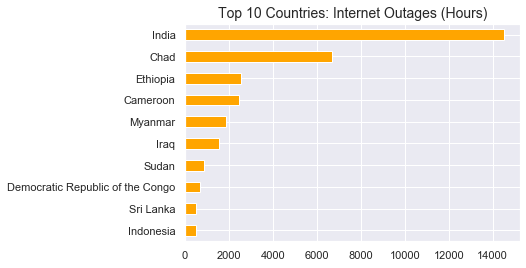 Top 10 Countries: Internet Outages (Hours)
India
Chad
Ethiopia
Cameroon
Myanmar
Iraq
Sudan
Democratic Republic of the Congo
Sri Lanka
Indonesia
0 2000 4000 6000 8000 10000 12000 14000